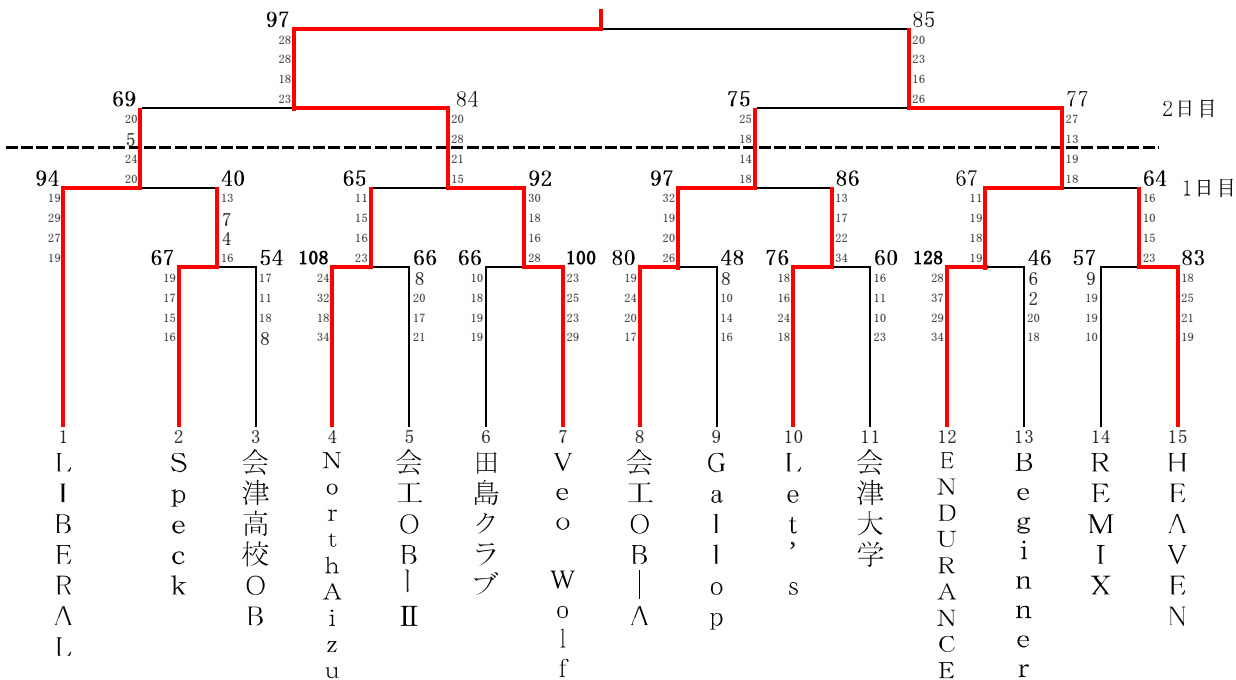 97 85
28 20
28 23
18 16
23 26
69 84 75 77
2日目
20 20 25 27
5 28 18 13
24 21 14 19
20 15 18 18
94 40 65 92 97 86 67 64
1日目
19 13 11 30 32 13 11 16
29 7 15 18 19 17 19 10
27 4 16 16 20 22 18 15
19 16 23 28 26 34 19 23
67 54 108 66 66 100 80 48 76 60 128 46 57 83
19 17 24 8 10 23 19 8 18 16 28 6 9 18
17 11 32 20 18 25 24 10 16 11 37 2 19 25
15 18 18 17 19 23 20 14 24 10 29 20 19 21
16 8 34 21 19 29 17 16 18 23 34 18 10 19
1 2 3 4 5 6 7 8 9 10 11 12 13 14 15
LIBERAL
Speck
会津高校OB
NorthAizu
会工OB-Ⅱ
田島クラブ
Veo Wolf
会工OB-A
Gallop
Let's
会津大学
ENDURANCE
Beginner
REMIX
HEAVEN